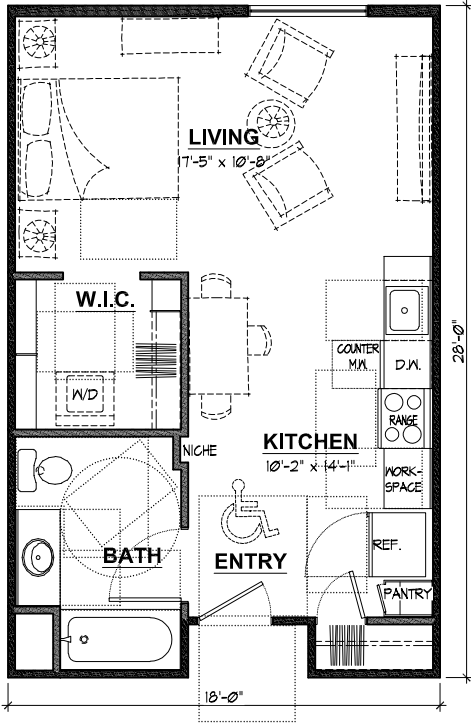 LIVING
17'-5" x 10'-8"
W.I.C.
W/D
COUNTER
M.W.
D.W.
RANGE
28'-0"
NICHE
KITCHEN
10'-2" x 14'-1"
WORK-
SPACE
BATH
ENTRY
REF.
PANTRY
18'-0"